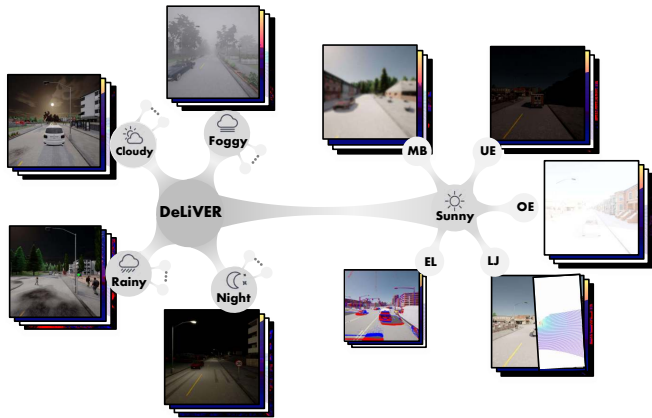 Cloudy
Foggy
MB
UE
DeLiVER
Sunny
OE
Rainy
Night
EL
LJ